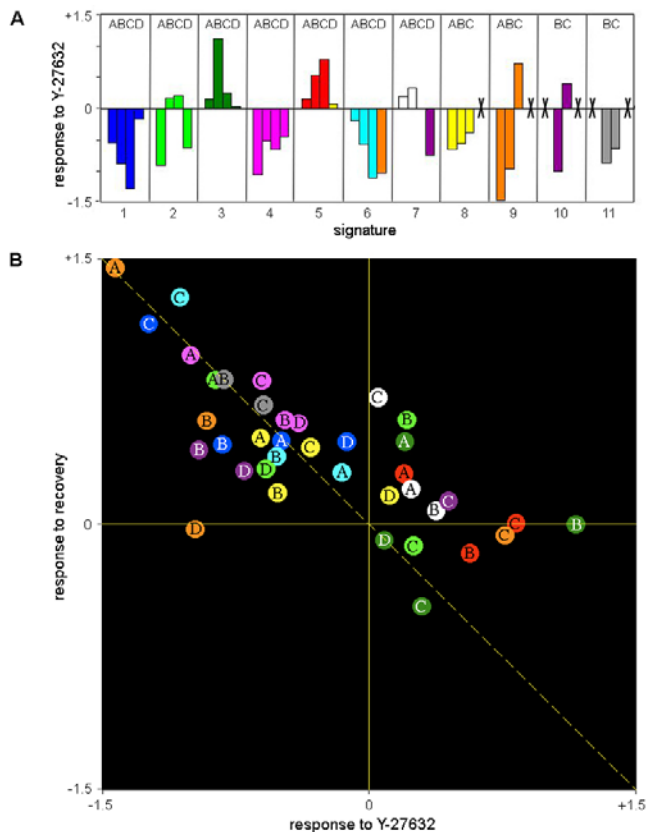 A
ABCD ABCD ABCD ABCD ABCD ABCD ABCD ABC ABC BC BC
response to Y-27632
+1.5
0
-1.5
X X X X X X
1 2 3 4 5 6 7 8 9 10 11
signature
B
response to recovery
+1.5
0
-1.5
A
C
C
A
A B C
C
C
B B D B A
B B A A D C
B D D B A
B D A B C
D C B C C B
D C B
C
-1.5 0 +1.5
response to Y-27632